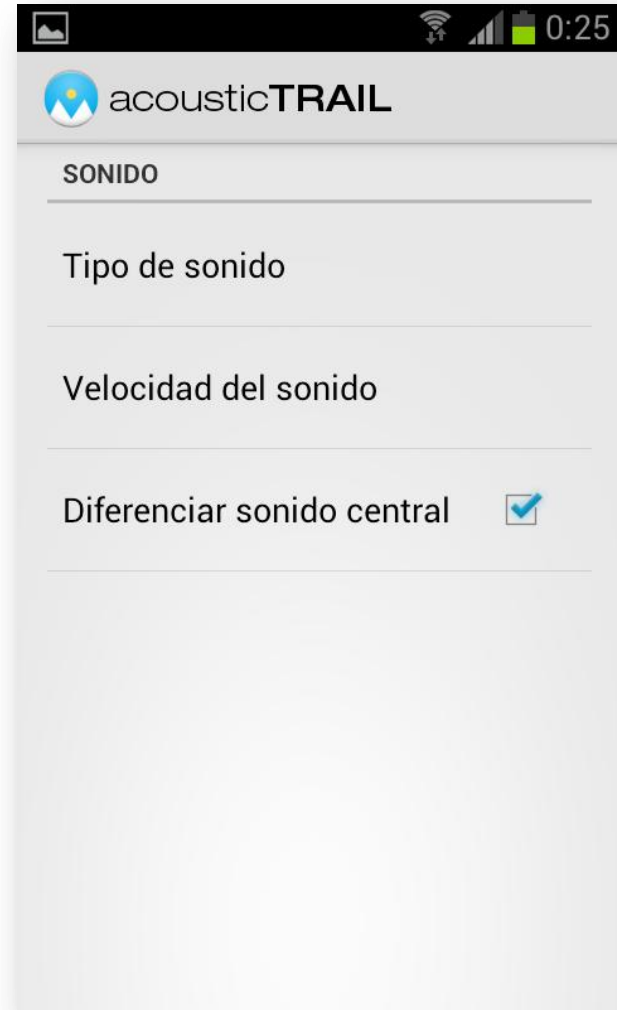 0:25
acousticTRAIL
SONIDO
Tipo de sonido
Velocidad del sonido
Diferenciar sonido central